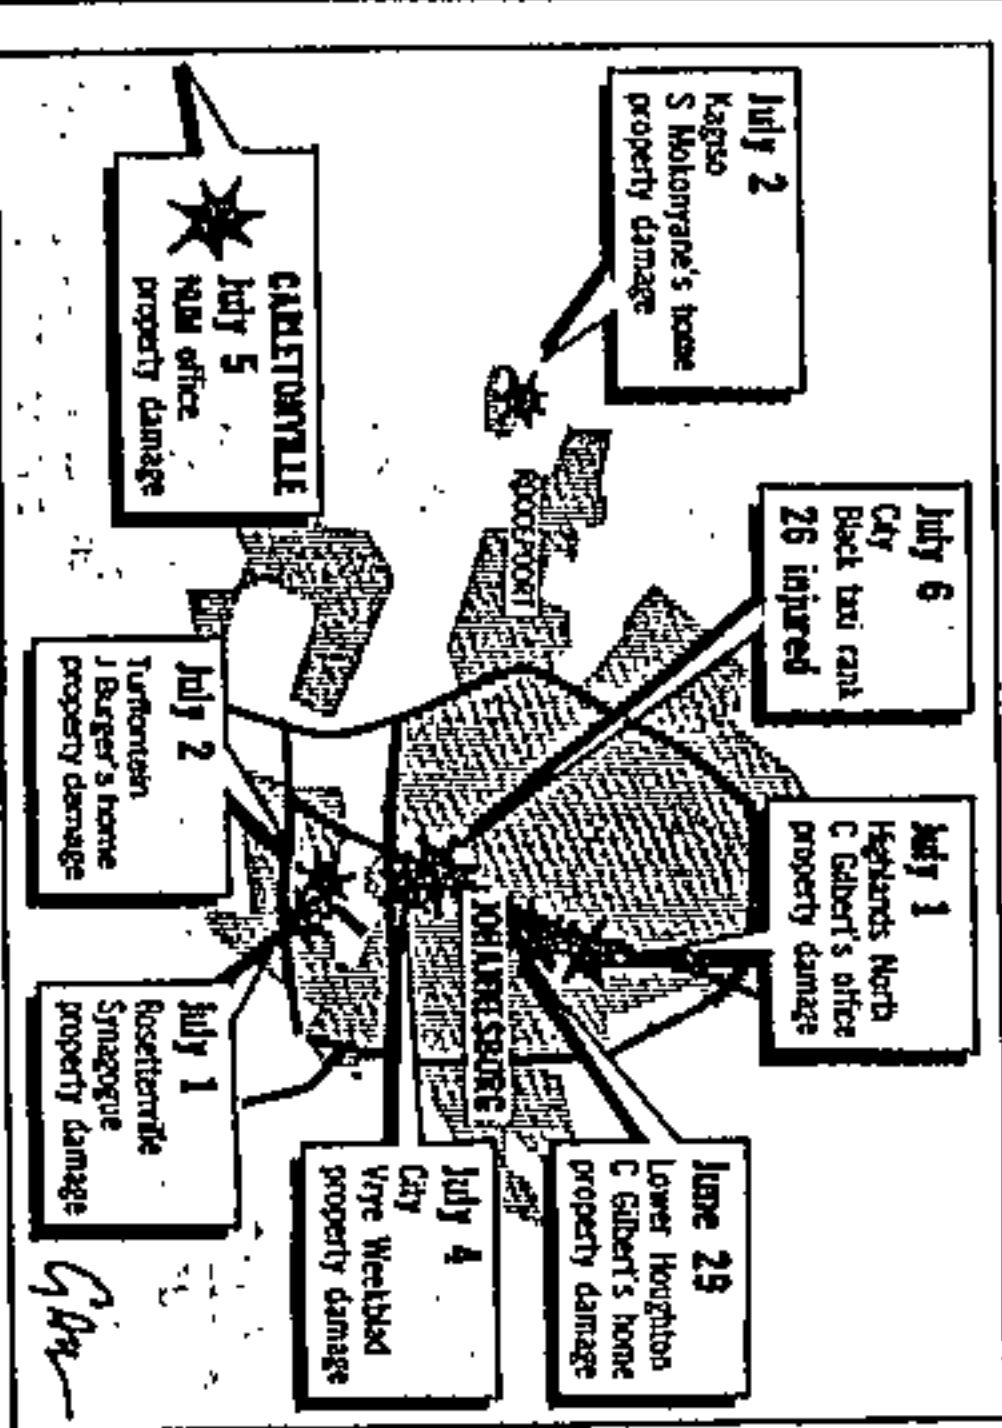 July 2
Kagiso
S Mokonyane's home
property damage
July 6
City
Black taxi rank
26 injured
July 1
Highlands North
C Gilbert's office
property damage
CARLETONVILLE
July 5
NUM office
property damage
ROODEPOORT
JOHANNESBURG
June 29
Lower Houghton
C Gilbert's home
property damage
July 2
Turffontein
J Burger's home
property damage
July 1
Rosettenville
Synagogue
property damage
July 4
City
Vrye Weekblad
property damage